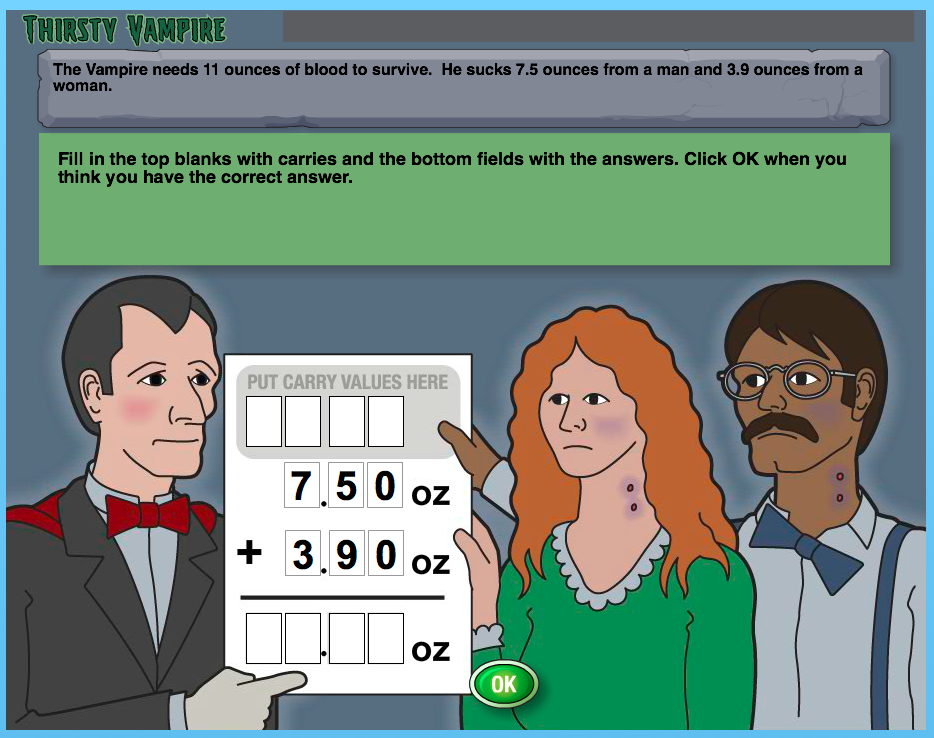 THIRSTY VAMPIRE
The Vampire needs 11 ounces of blood to survive.  He sucks 7.5 ounces from a man and 3.9 ounces from a
woman.
Fill in the top blanks with carries and the bottom fields with the answers. Click OK when you
think you have the correct answer.
PUT CARRY VALUES HERE
7.50 oz
+ 3.90 oz
. oz
OK